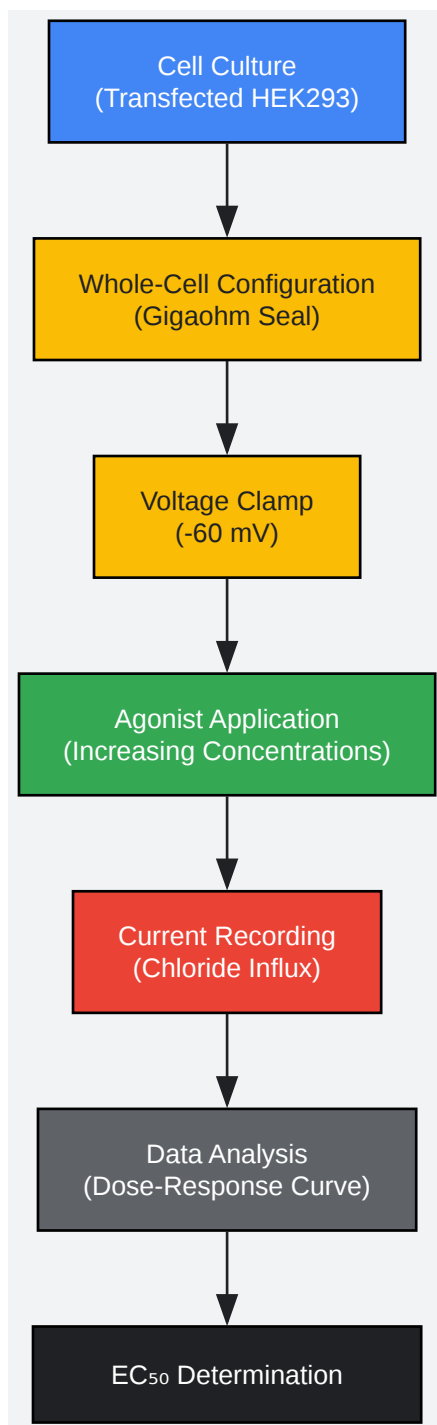 Cell Culture
(Transfected HEK293)
Whole-Cell Configuration
(Gigaohm Seal)
Voltage Clamp
(-60 mV)
Agonist Application
(Increasing Concentrations)
Current Recording
(Chloride Influx)
Data Analysis
(Dose-Response Curve)
EC₅₀ Determination